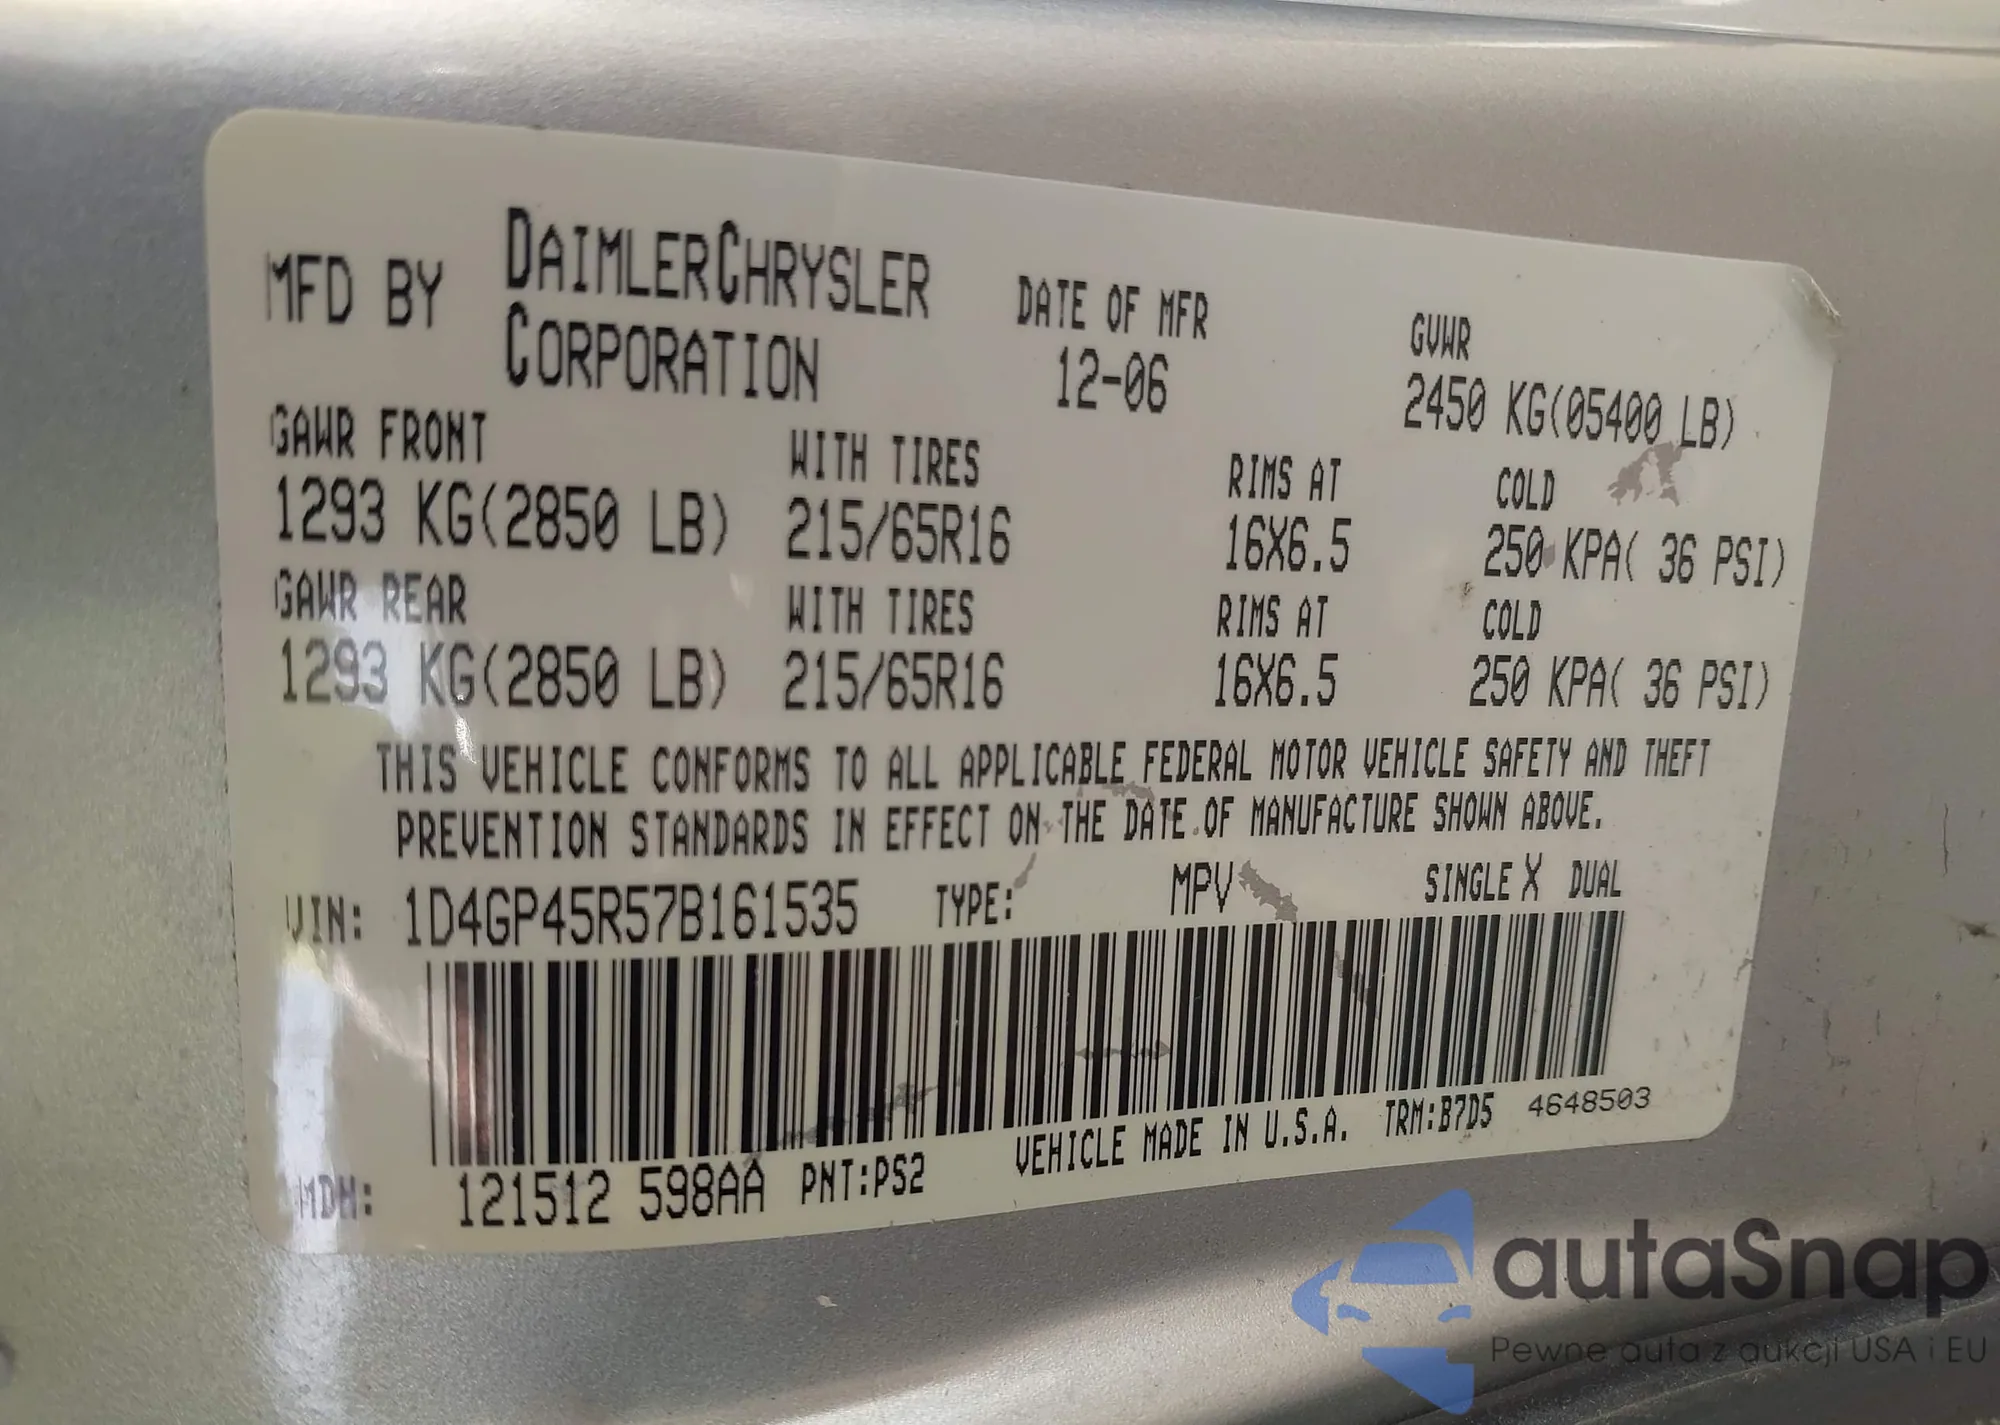 MFD BY DAIMLERCHRYSLER CORPORATION
DATE OF MFR 12-06
GVWR 2450 KG(05400 LB)
GAWR FRONT WITH TIRES RIMS AT COLD
1293 KG(2850 LB) 215/65R16 16X6.5 250 KPA( 36 PSI)
GAWR REAR WITH TIRES RIMS AT COLD
1293 KG(2850 LB) 215/65R16 16X6.5 250 KPA( 36 PSI)
THIS VEHICLE CONFORMS TO ALL APPLICABLE FEDERAL MOTOR VEHICLE SAFETY AND THEFT
PREVENTION STANDARDS IN EFFECT ON THE DATE OF MANUFACTURE SHOWN ABOVE.
VIN: 1D4GP45R57B161535 TYPE: MPV SINGLE X DUAL
MDH: 121512 598AA PNT:PS2 VEHICLE MADE IN U.S.A. TRM:B7D5 4648503
autaSnap
Pewne auta z aukcji USA i EU